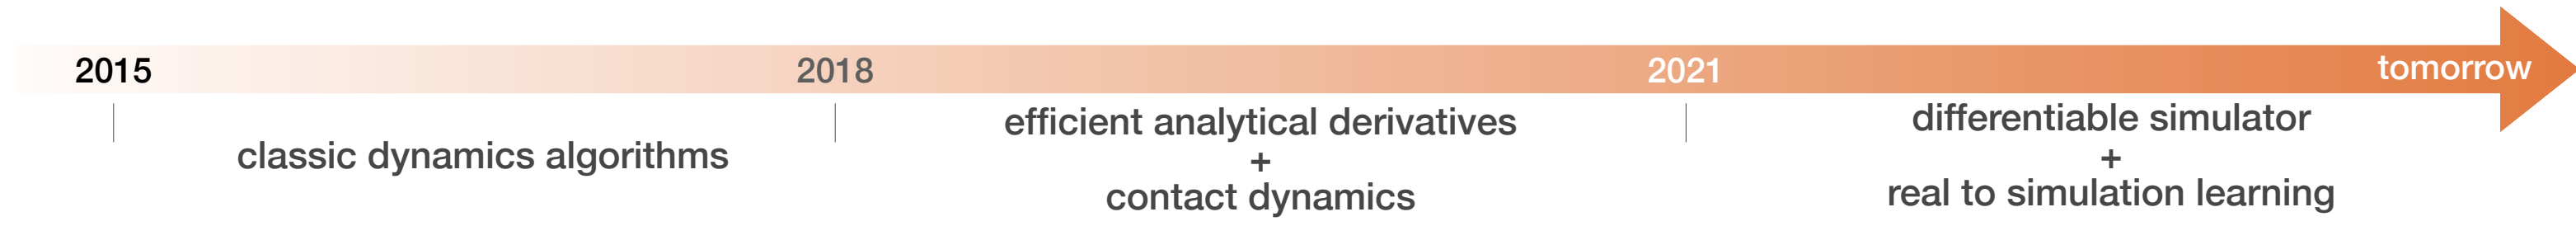 2015
2018
2021
tomorrow
classic dynamics algorithms
efficient analytical derivatives
+
contact dynamics
differentiable simulator
+
real to simulation learning